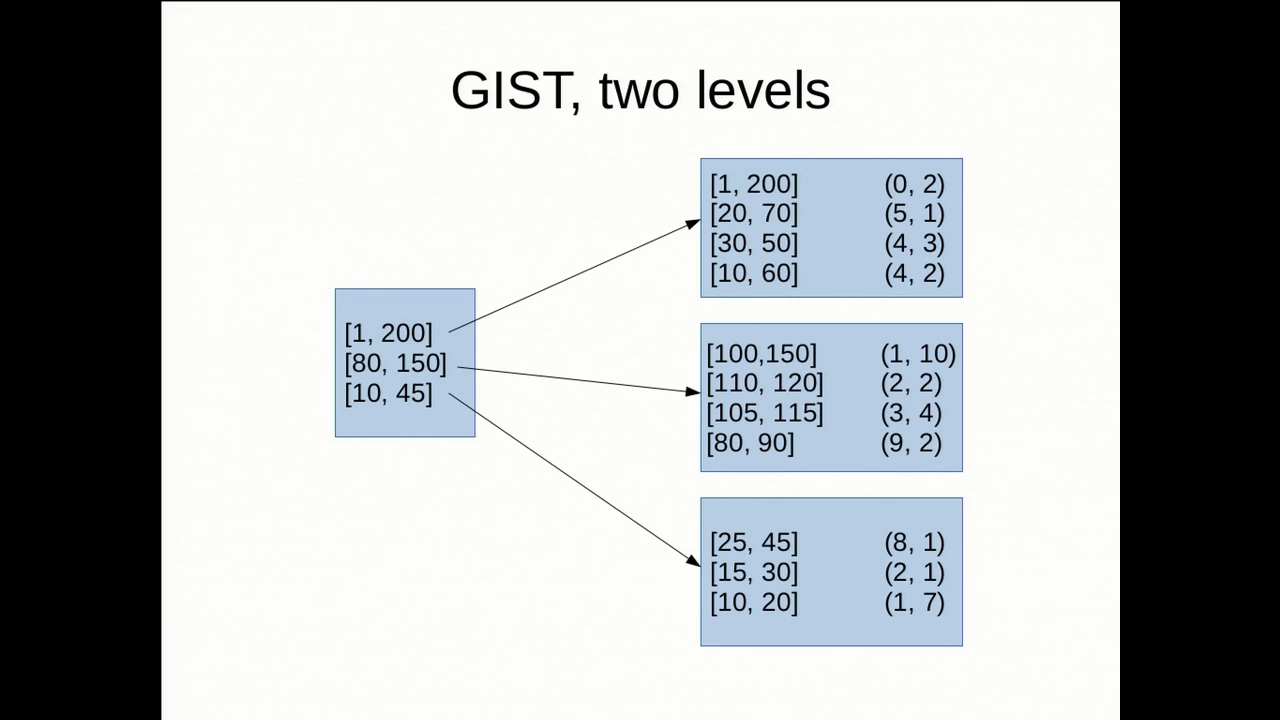 GIST, two levels
[1, 200]
[80, 150]
[10, 45]
[1, 200] (0, 2)
[20, 70] (5, 1)
[30, 50] (4, 3)
[10, 60] (4, 2)
[100,150] (1, 10)
[110, 120] (2, 2)
[105, 115] (3, 4)
[80, 90] (9, 2)
[25, 45] (8, 1)
[15, 30] (2, 1)
[10, 20] (1, 7)